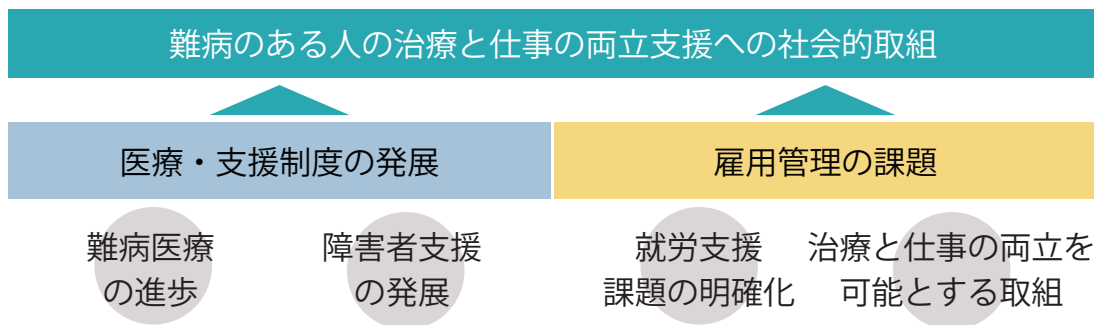 難病のある人の治療と仕事の両立支援への社会的取組
医療・支援制度の発展
雇用管理の課題
難病医療
の進歩
障害者支援
の発展
就労支援
課題の明確化
治療と仕事の両立を
可能とする取組